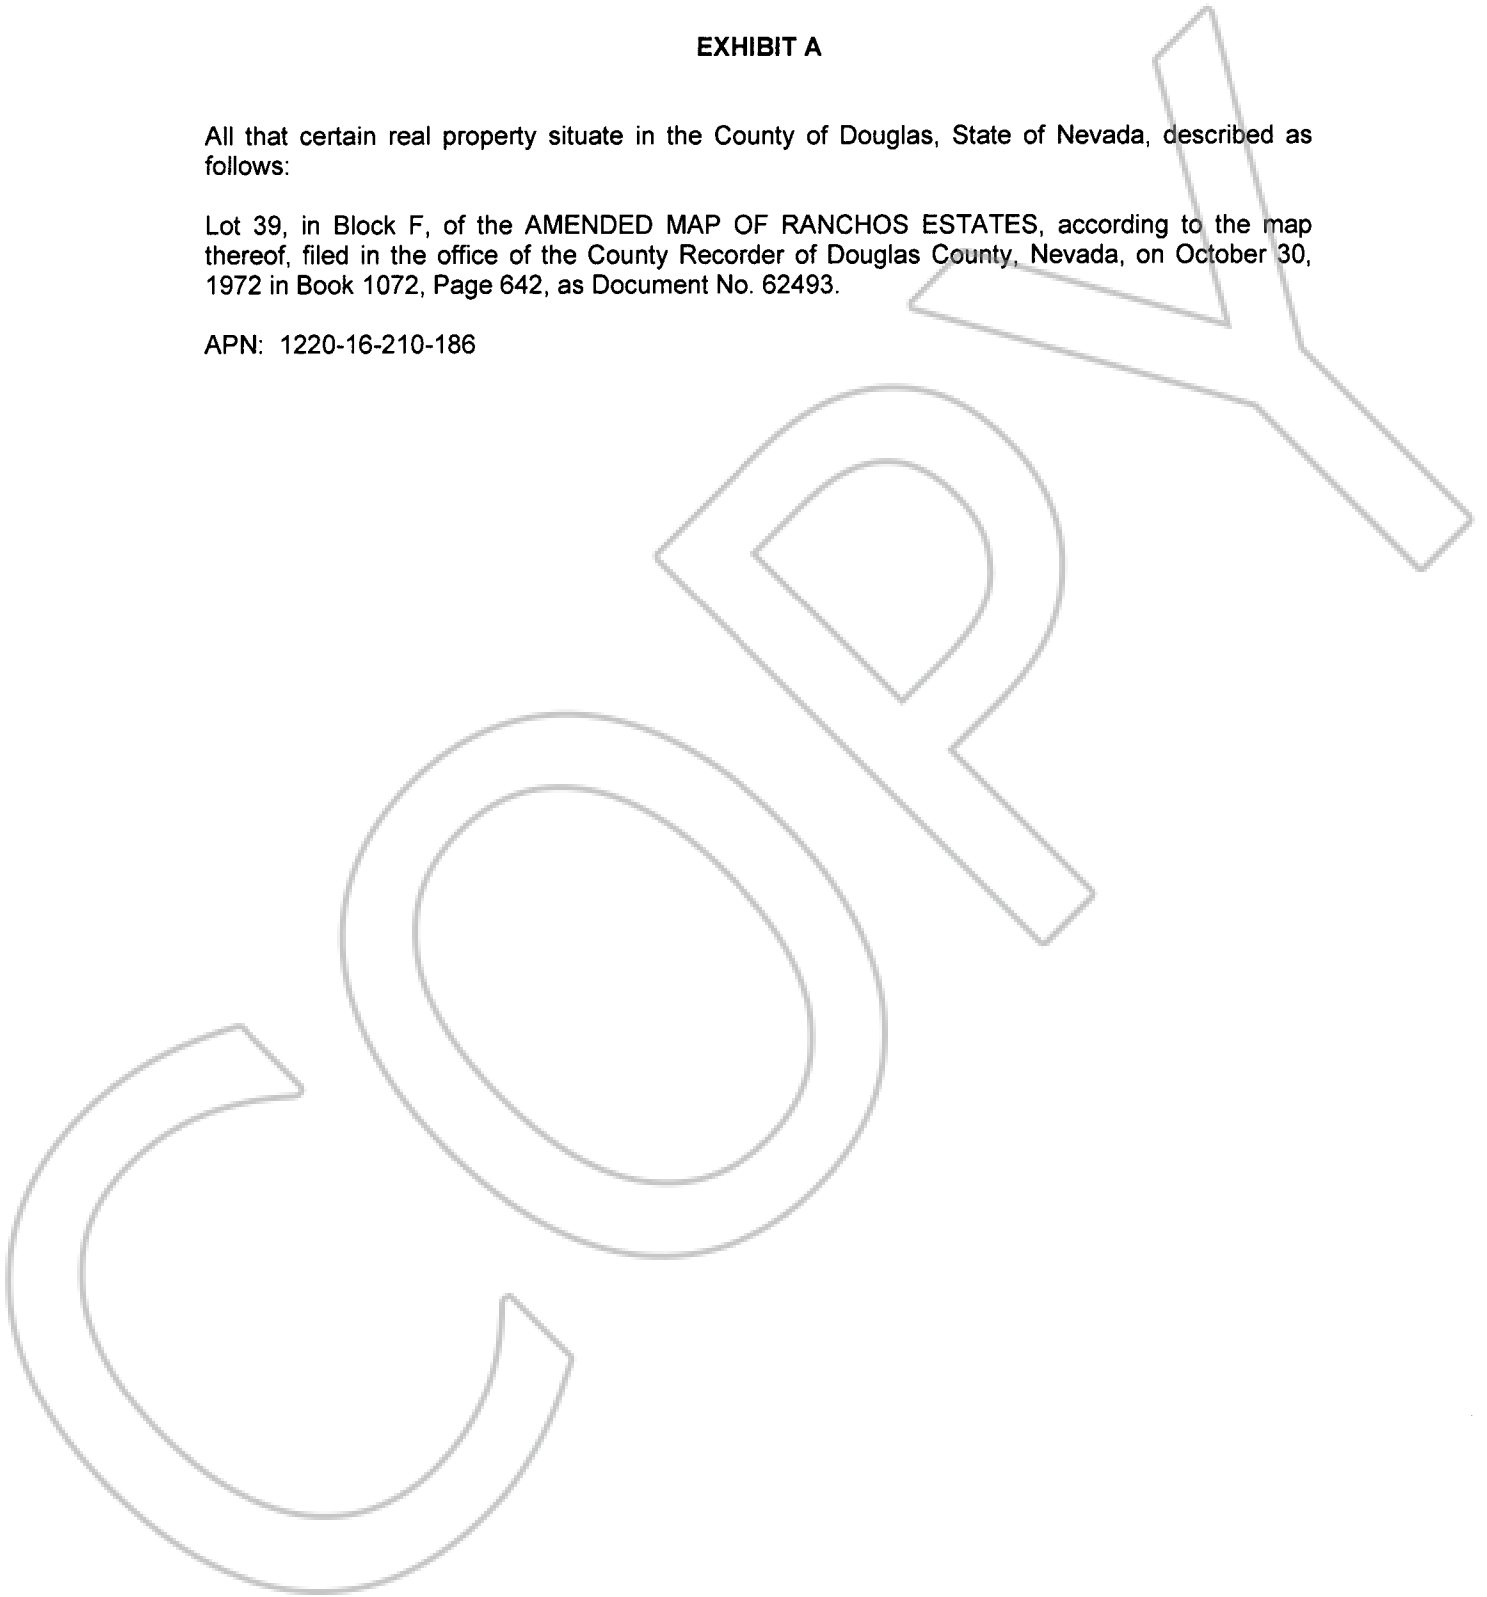 EXHIBIT A
All that certain real property situate in the County of Douglas, State of Nevada, described as
follows:
Lot 39, in Block F, of the AMENDED MAP OF RANCHOS ESTATES, according to the map
thereof, filed in the office of the County Recorder of Douglas County, Nevada, on October 30,
1972 in Book 1072, Page 642, as Document No. 62493.
APN: 1220-16-210-186
COPY